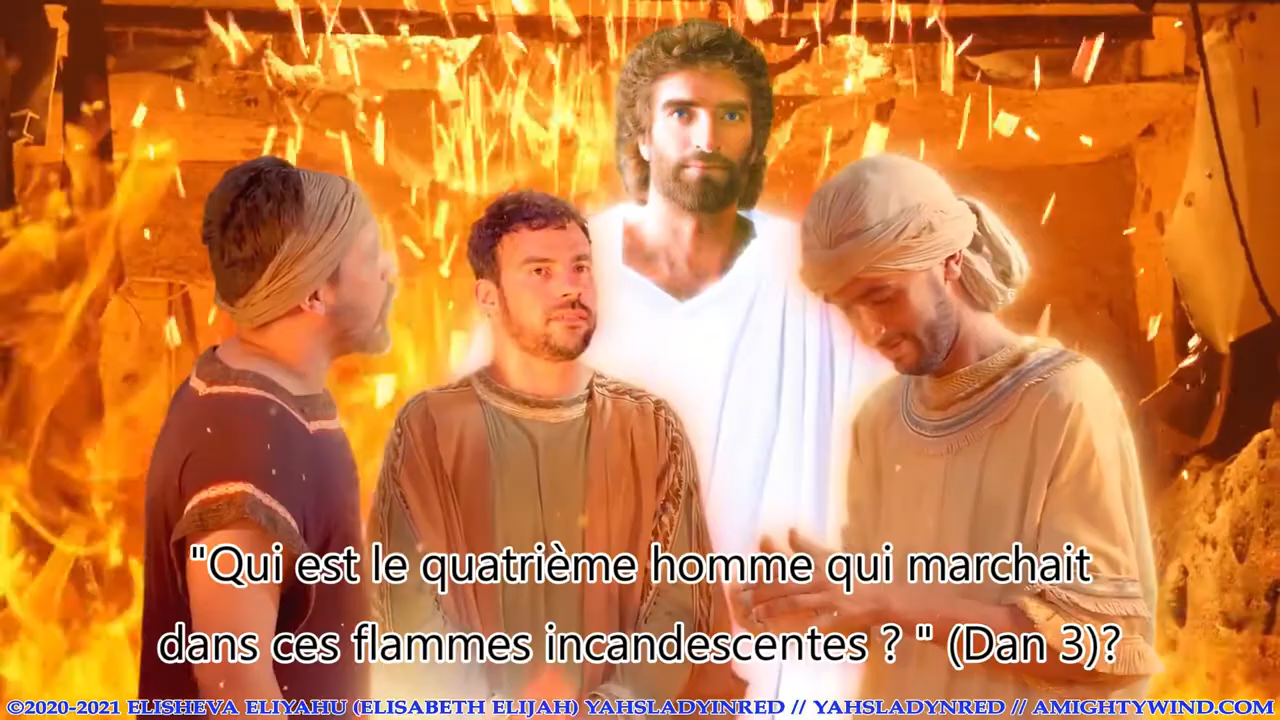 "Qui est le quatrième homme qui marchait
dans ces flammes incandescentes ? " (Dan 3)?
©2020-2021 ELISHEVA ELIYAHU (ELISABETH ELIJAH) YAHSLADYINRED // YAHSLADYNRED // AMIGHTYWIND.COM